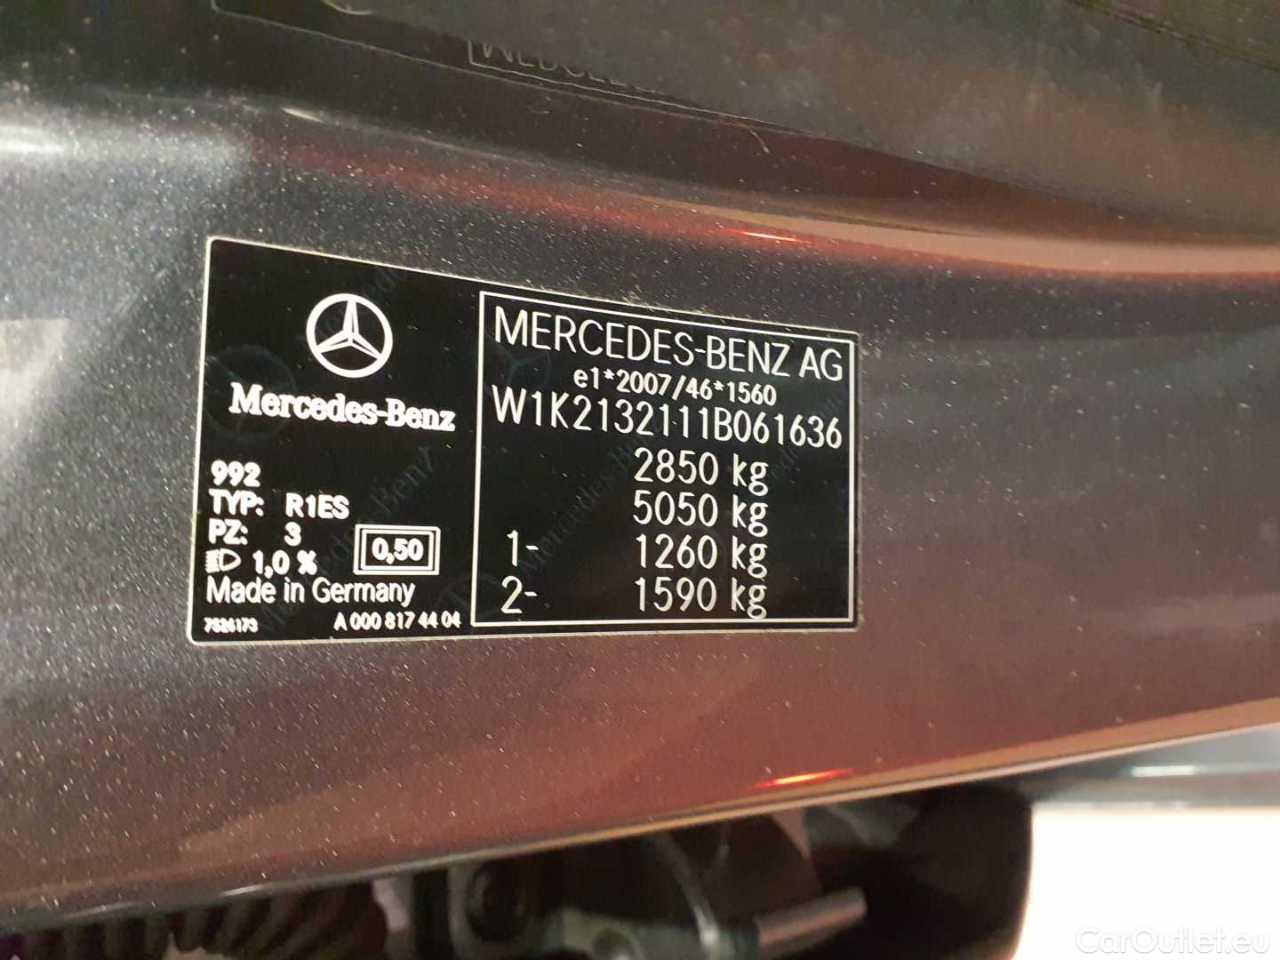 Mercedes-Benz
992
TYP: R1ES
PZ: 3
1,0 %
0,50
Made in Germany
7524173
A 000 817 44 04
MERCEDES-BENZ AG
e1*2007/46*1560
W1K2132111B061636
2850 kg
5050 kg
1- 1260 kg
2- 1590 kg
CarOutlet.eu